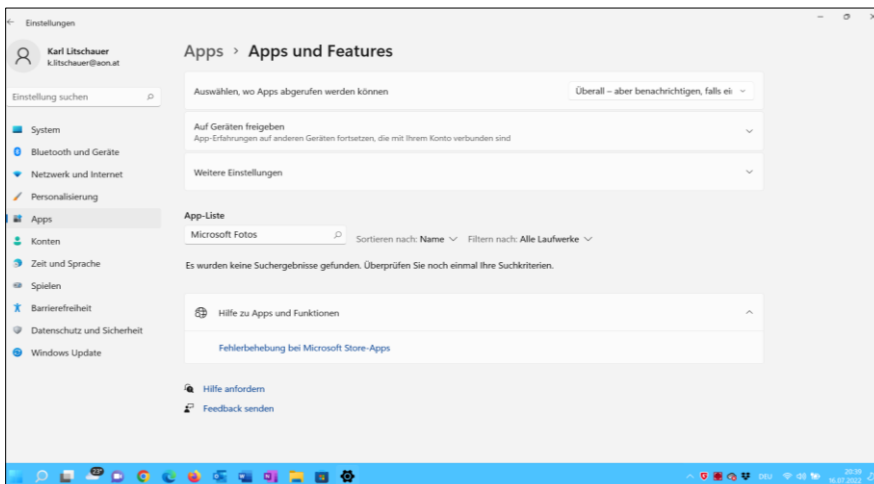 Einstellungen
Karl Litschauer
k.litschauer@aon.at
Einstellung suchen
System
Bluetooth und Geräte
Netzwerk und Internet
Personalisierung
Apps
Konten
Zeit und Sprache
Spielen
Barrierefreiheit
Datenschutz und Sicherheit
Windows Update
Apps > Apps und Features
Auswählen, wo Apps abgerufen werden können
Überall – aber benachrichtigen, falls ei
Auf Geräten freigeben
App-Erfahrungen auf anderen Geräten fortsetzen, die mit Ihrem Konto verbunden sind
Weitere Einstellungen
App-Liste
Microsoft Fotos
Sortieren nach: Name
Filtern nach: Alle Laufwerke
Es wurden keine Suchergebnisse gefunden. Überprüfen Sie noch einmal Ihre Suchkriterien.
Hilfe zu Apps und Funktionen
Fehlerbehebung bei Microsoft Store-Apps
Hilfe anfordern
Feedback senden
23°
DEU
20:39
16.07.2022